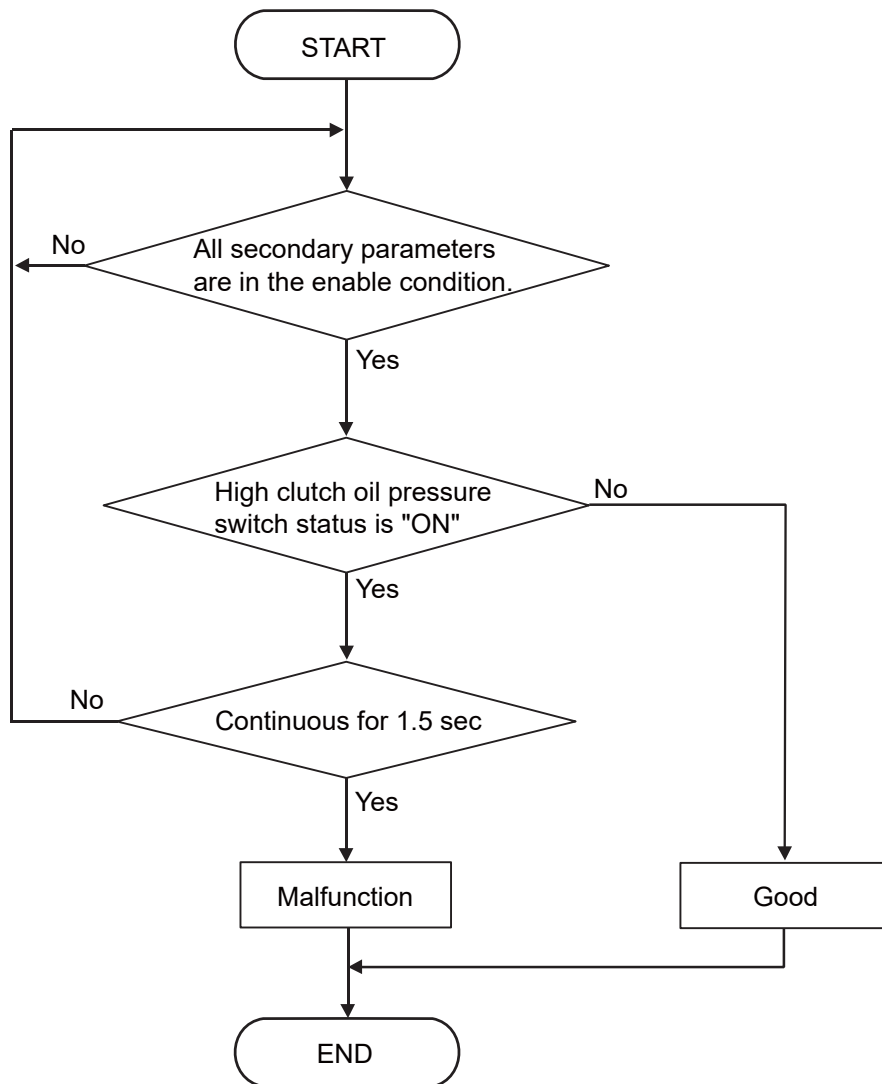 START
No
All secondary parameters
are in the enable condition.
Yes
High clutch oil pressure
switch status is "ON"
No
Yes
No
Continuous for 1.5 sec
Yes
Malfunction
Good
END